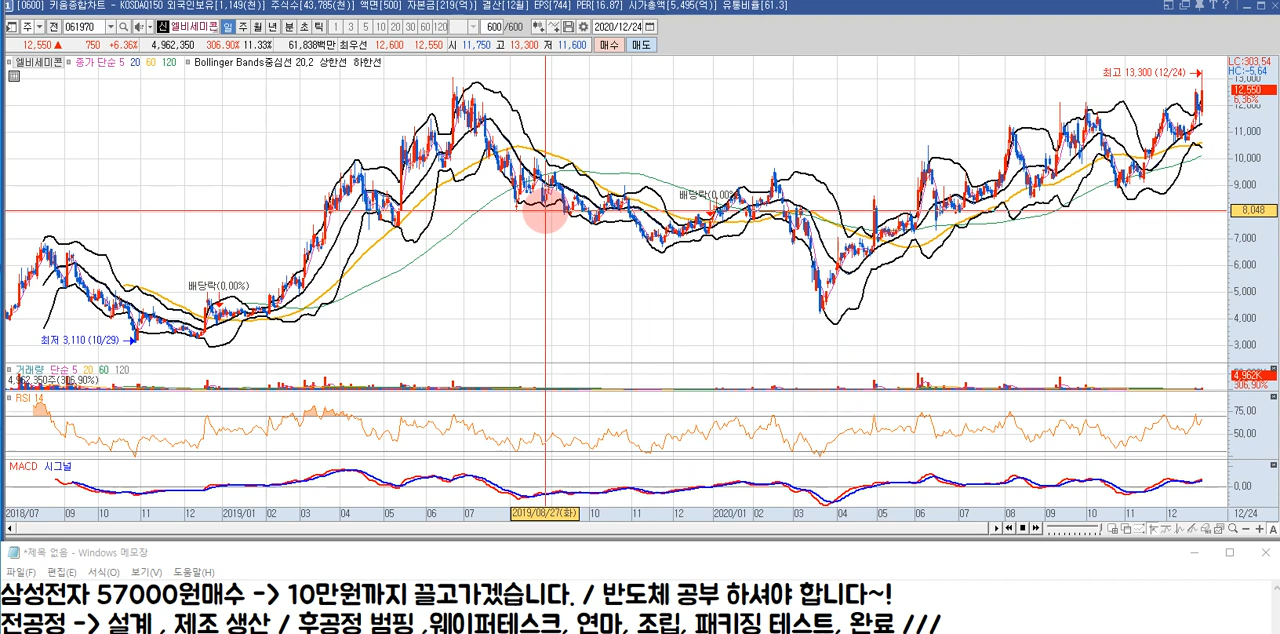 [0600] 키움종합차트 - KOSDAQ150 외국인보유[1,149(천)] 주식수[43,785(천)] 액면[500] 자본금[219(억)] 결산[12월] EPS[744] PER[16.87] 시가총액[5,495(억)] 유동비율[61.3]
주 전 061970 신 엘비세미콘 일 주 월 년 분 초 틱 1 3 5 10 20 30 60 120 600 /600 2020/12/24
12,550 ▲ 750 +6.36% 4,962,350 306.90% 11.33% 61,838백만 최우선 12,600 12,550 시 11,750 고 13,300 저 11,600 매수 매도
엘비세미콘 종가 단순 5 20 60 120 Bollinger Bands중심선 20,2 상한선 하한선
LC:303.54
HC:-5.64
최고 13,300 (12/24)
13,000
12,550
6.36%
12,000
11,000
10,000
9,000
배당락(0,00%)
8,048
7,000
6,000
배당락(0,00%)
5,000
4,000
최저 3,110 (10/29)
3,000
거래량 단순 5 20 60 120
4,962,350주(306.90%)
4,962K
306.90%
RSI 14
75.00
50.00
MACD 시그널
0.00
2018/07 09 10 11 12 2019/01 02 03 04 05 06 07 2019/08/27(화) 10 11 12 2020/01 02 03 04 05 06 07 08 09 10 11 12 12/24
*제목 없음 - Windows 메모장
파일(F) 편집(E) 서식(O) 보기(V) 도움말(H)
삼성전자 57000원매수 -> 10만원까지 끌고가겠습니다. / 반도체 공부 하셔야 합니다~!
전공정 -> 설계 , 제조 생산 / 후공정 범핑 ,웨이퍼테스크, 연마, 조립, 패키징 테스트, 완료 ///